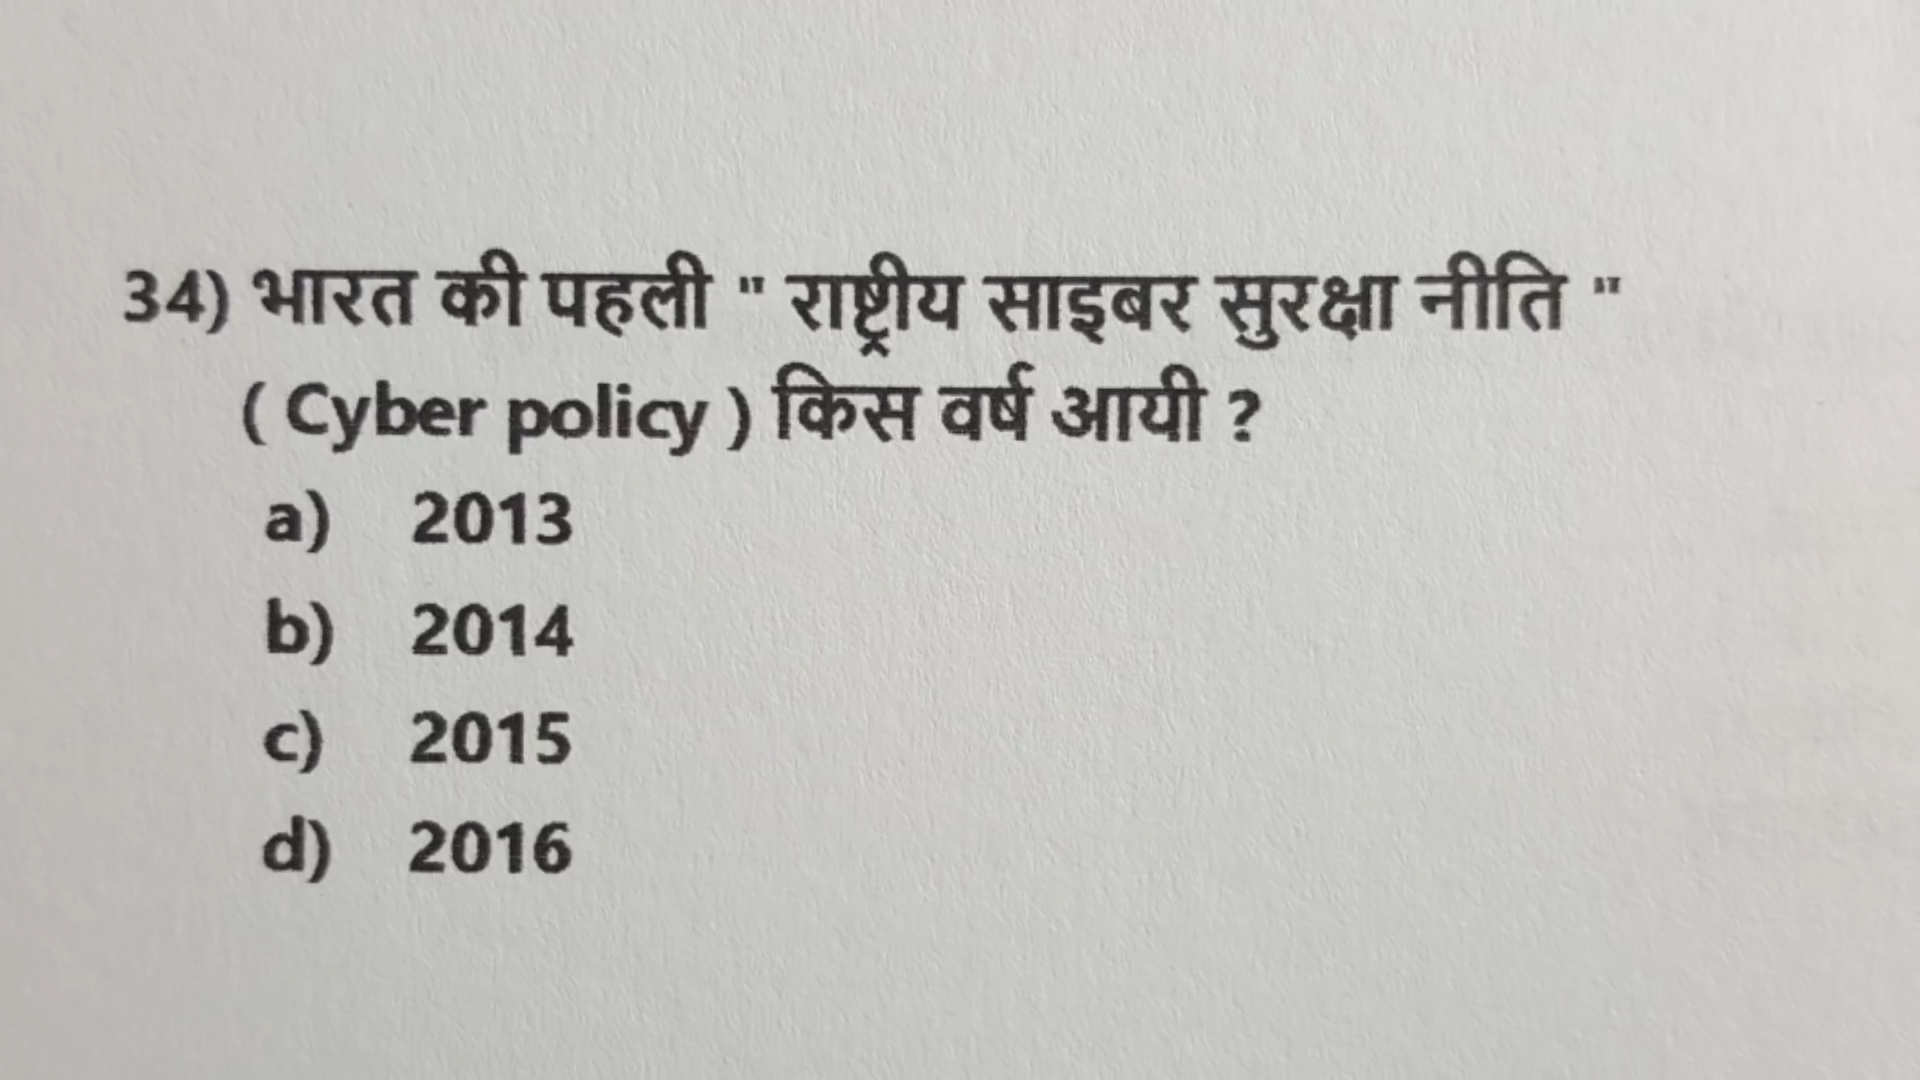 34) भारत की पहली " राष्ट्रीय साइबर सुरक्षा नीति "
( Cyber policy ) किस वर्ष आयी ?
a) 2013
b) 2014
c) 2015
d) 2016